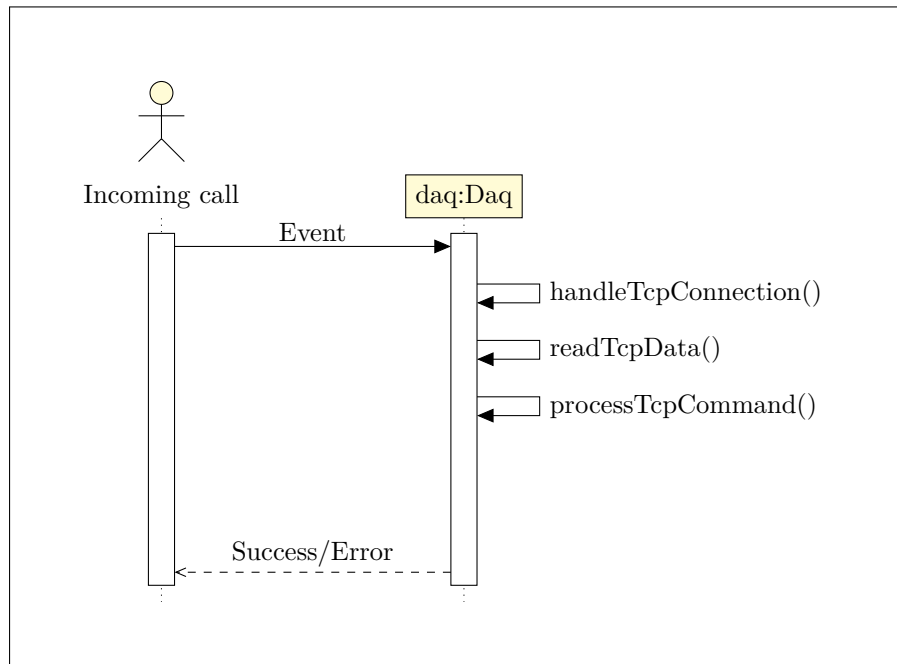 Incoming call
daq:Daq
Event
handleTcpConnection()
readTcpData()
processTcpCommand()
Success/Error